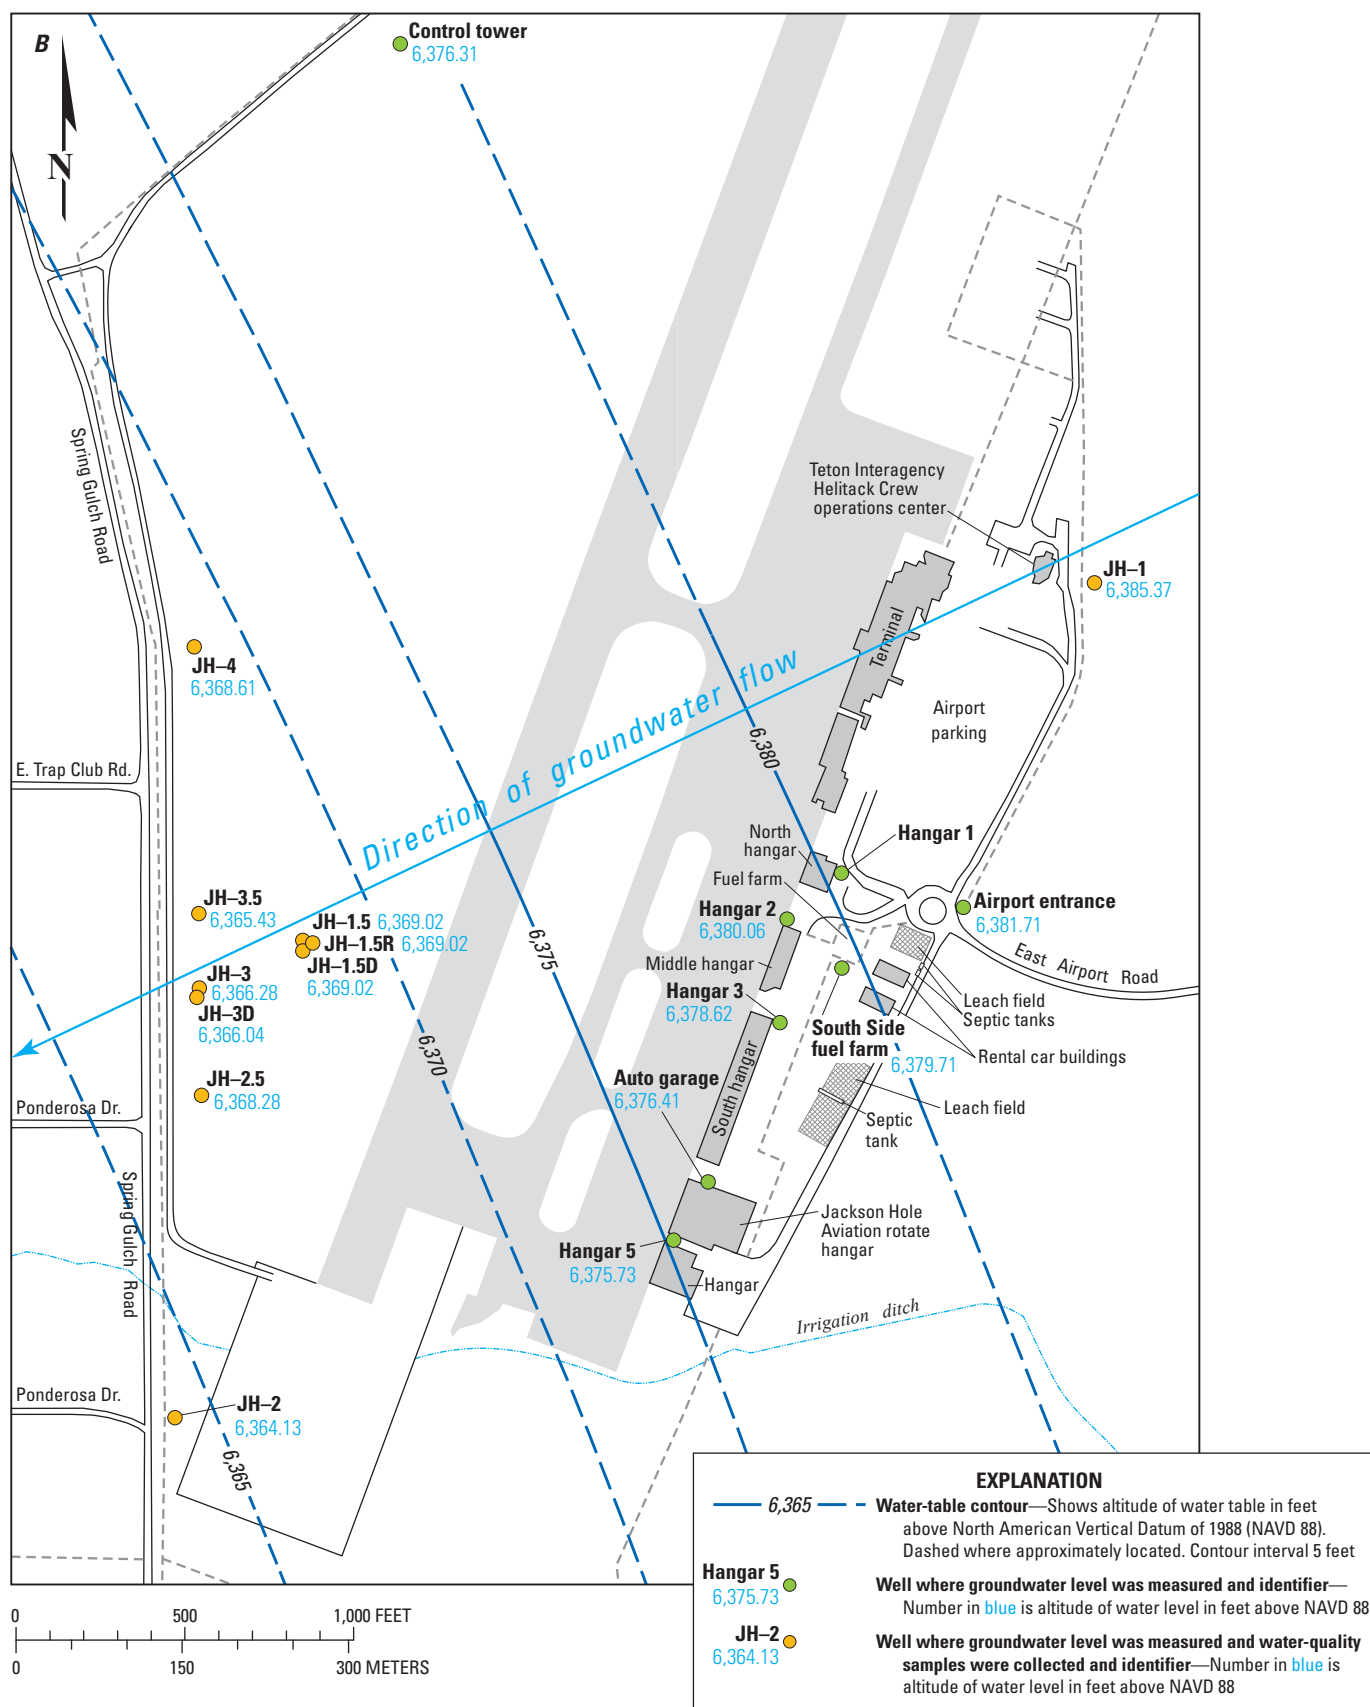 B
Control tower
6,376.31
N
Spring Gulch Road
Teton Interagency
Helitack Crew
operations center
JH–1
6,385.37
Terminal
JH–4
6,368.61
Direction of groundwater flow
Airport
parking
6,380
E. Trap Club Rd.
North
hangar
Hangar 1
Fuel farm
JH–3.5
6,365.43
JH–1.5 6,369.02
JH–1.5R 6,369.02
JH–1.5D
6,369.02
Hangar 2
6,380.06
Airport entrance
6,381.71
6,375
East Airport Road
Middle hangar
JH–3
6,366.28
JH–3D
6,366.04
Hangar 3
6,378.62
Leach field
Septic tanks
South Side
fuel farm
6,379.71
Rental car buildings
6,370
Auto garage
6,376.41
South hangar
JH–2.5
6,368.28
Ponderosa Dr.
Leach field
Septic
tank
Spring Gulch Road
Jackson Hole
Aviation rotate
hangar
Hangar 5
6,375.73
Hangar
Irrigation ditch
Ponderosa Dr.
JH–2
6,364.13
6,365
EXPLANATION
6,365
Water-table contour—Shows altitude of water table in feet
above North American Vertical Datum of 1988 (NAVD 88).
Dashed where approximately located. Contour interval 5 feet
Hangar 5
6,375.73
Well where groundwater level was measured and identifier—
Number in blue is altitude of water level in feet above NAVD 88
JH–2
6,364.13
Well where groundwater level was measured and water-quality
samples were collected and identifier—Number in blue is
altitude of water level in feet above NAVD 88
0 500 1,000 FEET
0 150 300 METERS